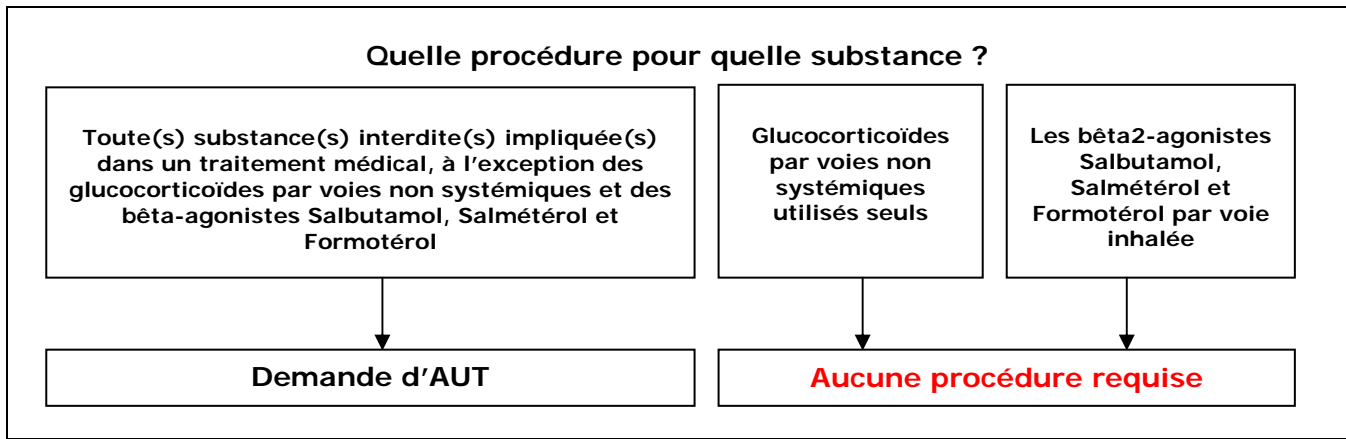 Quelle procédure pour quelle substance ?
Toute(s) substance(s) interdite(s) impliquée(s)
dans un traitement médical, à l'exception des
glucocorticoïdes par voies non systémiques et des
bêta-agonistes Salbutamol, Salmétérol et
Formotérol
Glucocorticoïdes
par voies non
systémiques
utilisés seuls
Les bêta2-agonistes
Salbutamol,
Salmétérol et
Formotérol par voie
inhalée
Demande d'AUT
Aucune procédure requise